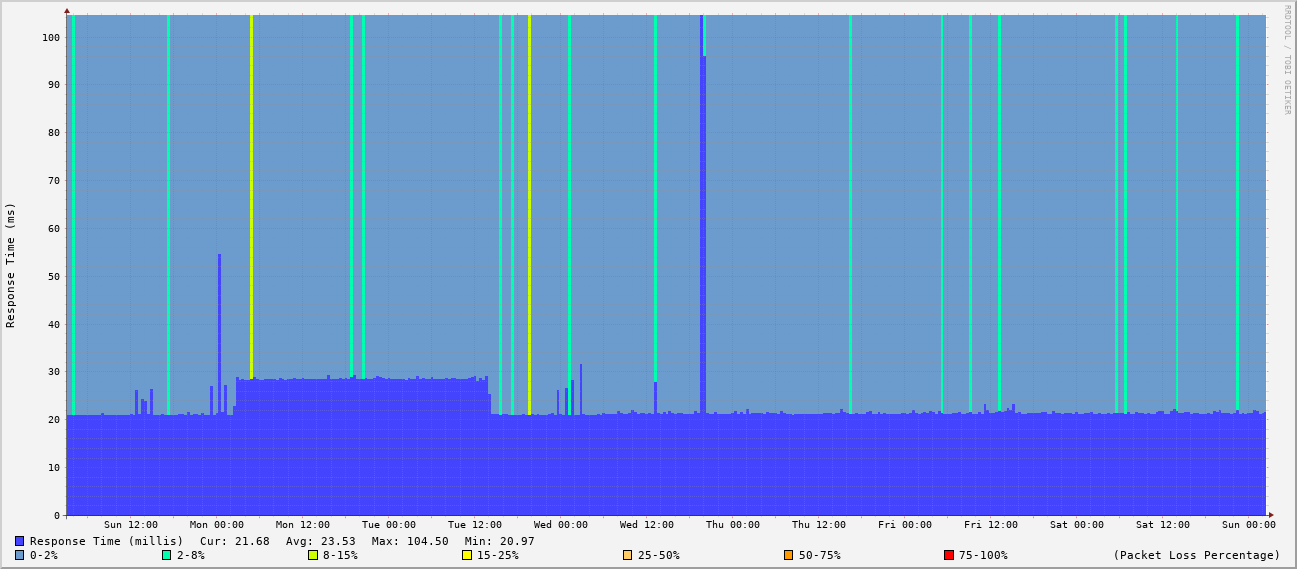 RRDTOOL / TOBI OETIKER
Response Time (ms)
100
90
80
70
60
50
40
30
20
10
0
Sun 12:00 Mon 00:00 Mon 12:00 Tue 00:00 Tue 12:00 Wed 00:00 Wed 12:00 Thu 00:00 Thu 12:00 Fri 00:00 Fri 12:00 Sat 00:00 Sat 12:00 Sun 00:00
Response Time (millis) Cur: 21.68 Avg: 23.53 Max: 104.50 Min: 20.97
0-2% 2-8% 8-15% 15-25% 25-50% 50-75% 75-100% (Packet Loss Percentage)